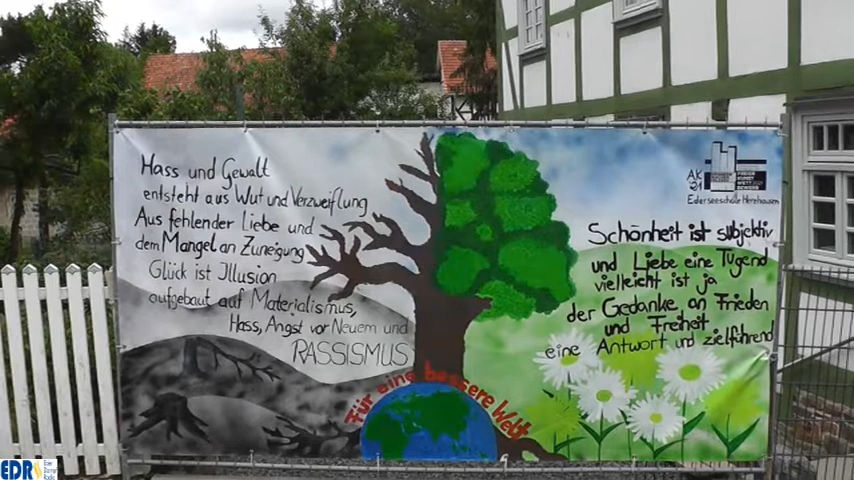 Hass und Gewalt
entsteht aus Wut und Verzweiflung
Aus fehlender Liebe und
dem Mangel an Zuneigung
Glück ist Illusion
aufgebaut auf Materialismus,
Hass, Angst vor Neuem und
RASSISMUS
AK
21
Ederseeschule Herzhausen
Schönheit ist subjektiv
und Liebe eine Tugend
vielleicht ist ja
der Gedanke an Frieden
und Freiheit
eine Antwort und zielführend
Für eine bessere Welt
EDR